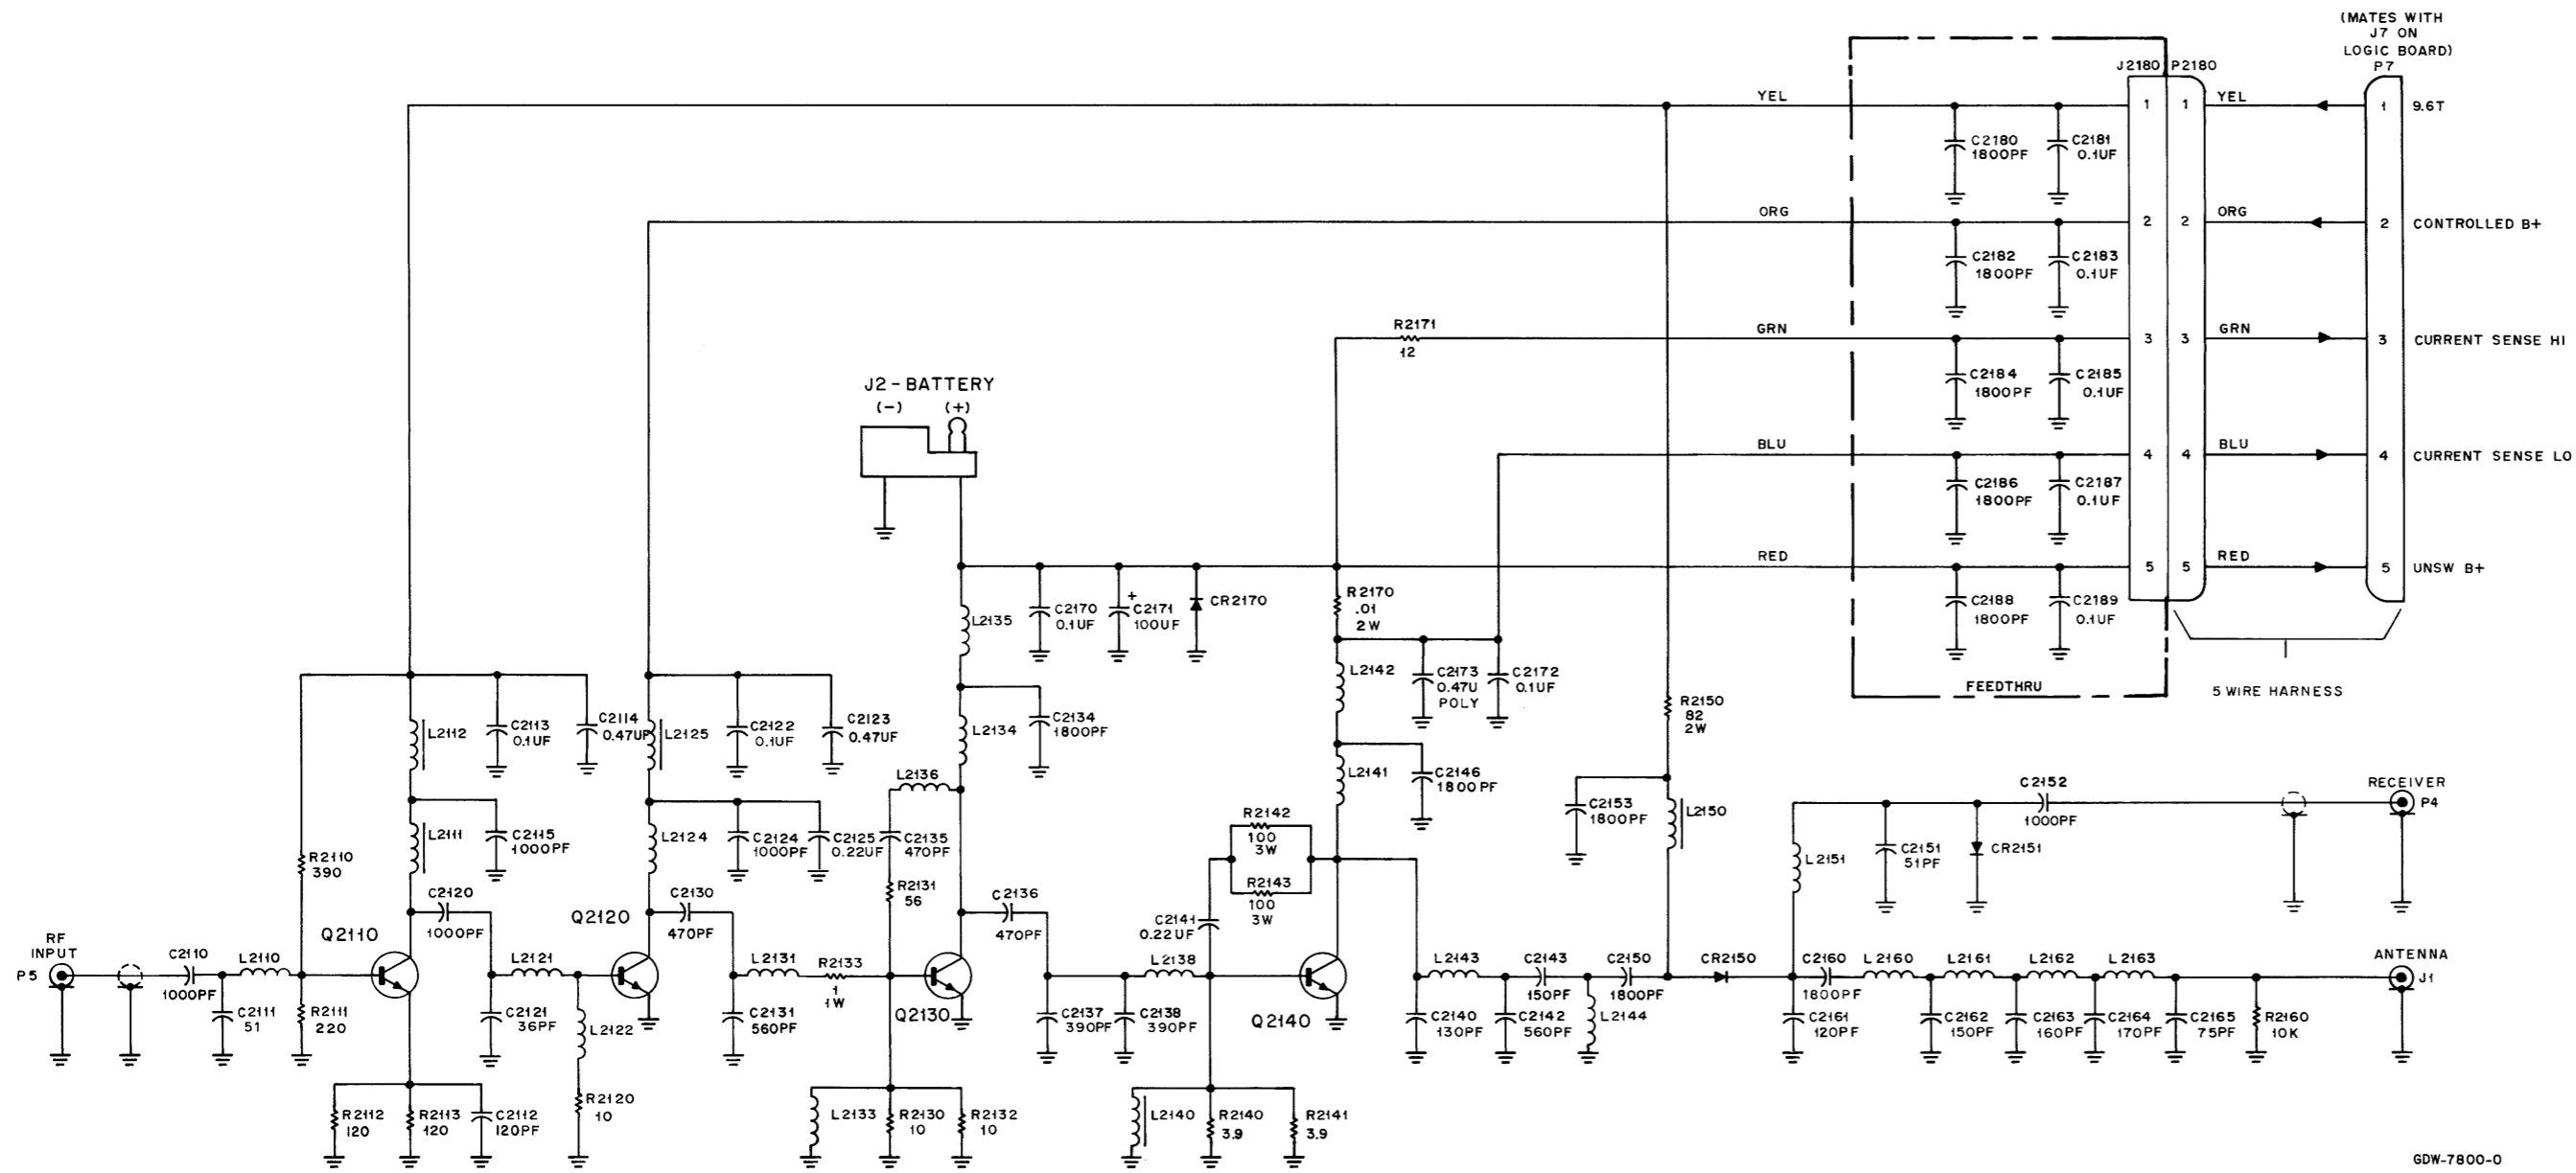 (MATES WITH
J7 ON
LOGIC BOARD)
J2180 P2180 P7
YEL 1 1 YEL 1 9.6T
C2180
1800PF
C2181
0.1UF
ORG 2 2 ORG 2 CONTROLLED B+
C2182
1800PF
C2183
0.1UF
R2171
12
GRN 3 3 GRN 3 CURRENT SENSE HI
C2184
1800PF
C2185
0.1UF
J2-BATTERY
(-) (+)
BLU 4 4 BLU 4 CURRENT SENSE LO
C2186
1800PF
C2187
0.1UF
RED 5 5 RED 5 UNSW B+
C2188
1800PF
C2189
0.1UF
FEEDTHRU
5 WIRE HARNESS
L2135
C2170
0.1UF
+
C2171
100UF
CR2170
R2170
.01
2W
L2142
C2173
0.47U
POLY
C2172
0.1UF
R2150
82
2W
L2112
C2113
0.1UF
C2114
0.47UF
L2125
C2122
0.1UF
C2123
0.47UF
L2134
C2134
1800PF
L2136
L2141
C2146
1800PF
C2153
1800PF
L2150
C2152
1000PF
RECEIVER
P4
R2110
390
L2111
C2115
1000PF
L2124
C2124
1000PF
C2125
0.22UF
C2135
470PF
R2131
56
R2142
100
3W
R2143
100
3W
L2151
C2151
51PF
CR2151
C2120
1000PF
C2130
470PF
C2136
470PF
C2141
0.22UF
RF
INPUT
P5
C2110
1000PF
L2110
Q2110
L2121
Q2120
L2131
R2133
1
1W
Q2130
L2138
Q2140
L2143
C2143
150PF
C2150
1800PF
CR2150
C2160
1800PF
L2160
L2161
L2162
L2163
ANTENNA
J1
C2111
51
R2111
220
C2121
36PF
L2122
C2131
560PF
C2137
390PF
C2138
390PF
C2140
130PF
C2142
560PF
L2144
C2161
120PF
C2162
150PF
C2163
160PF
C2164
170PF
C2165
75PF
R2160
10K
R2112
120
R2113
120
C2112
120PF
R2120
10
L2133
R2130
10
R2132
10
L2140
R2140
3.9
R2141
3.9
GDW-7800-0